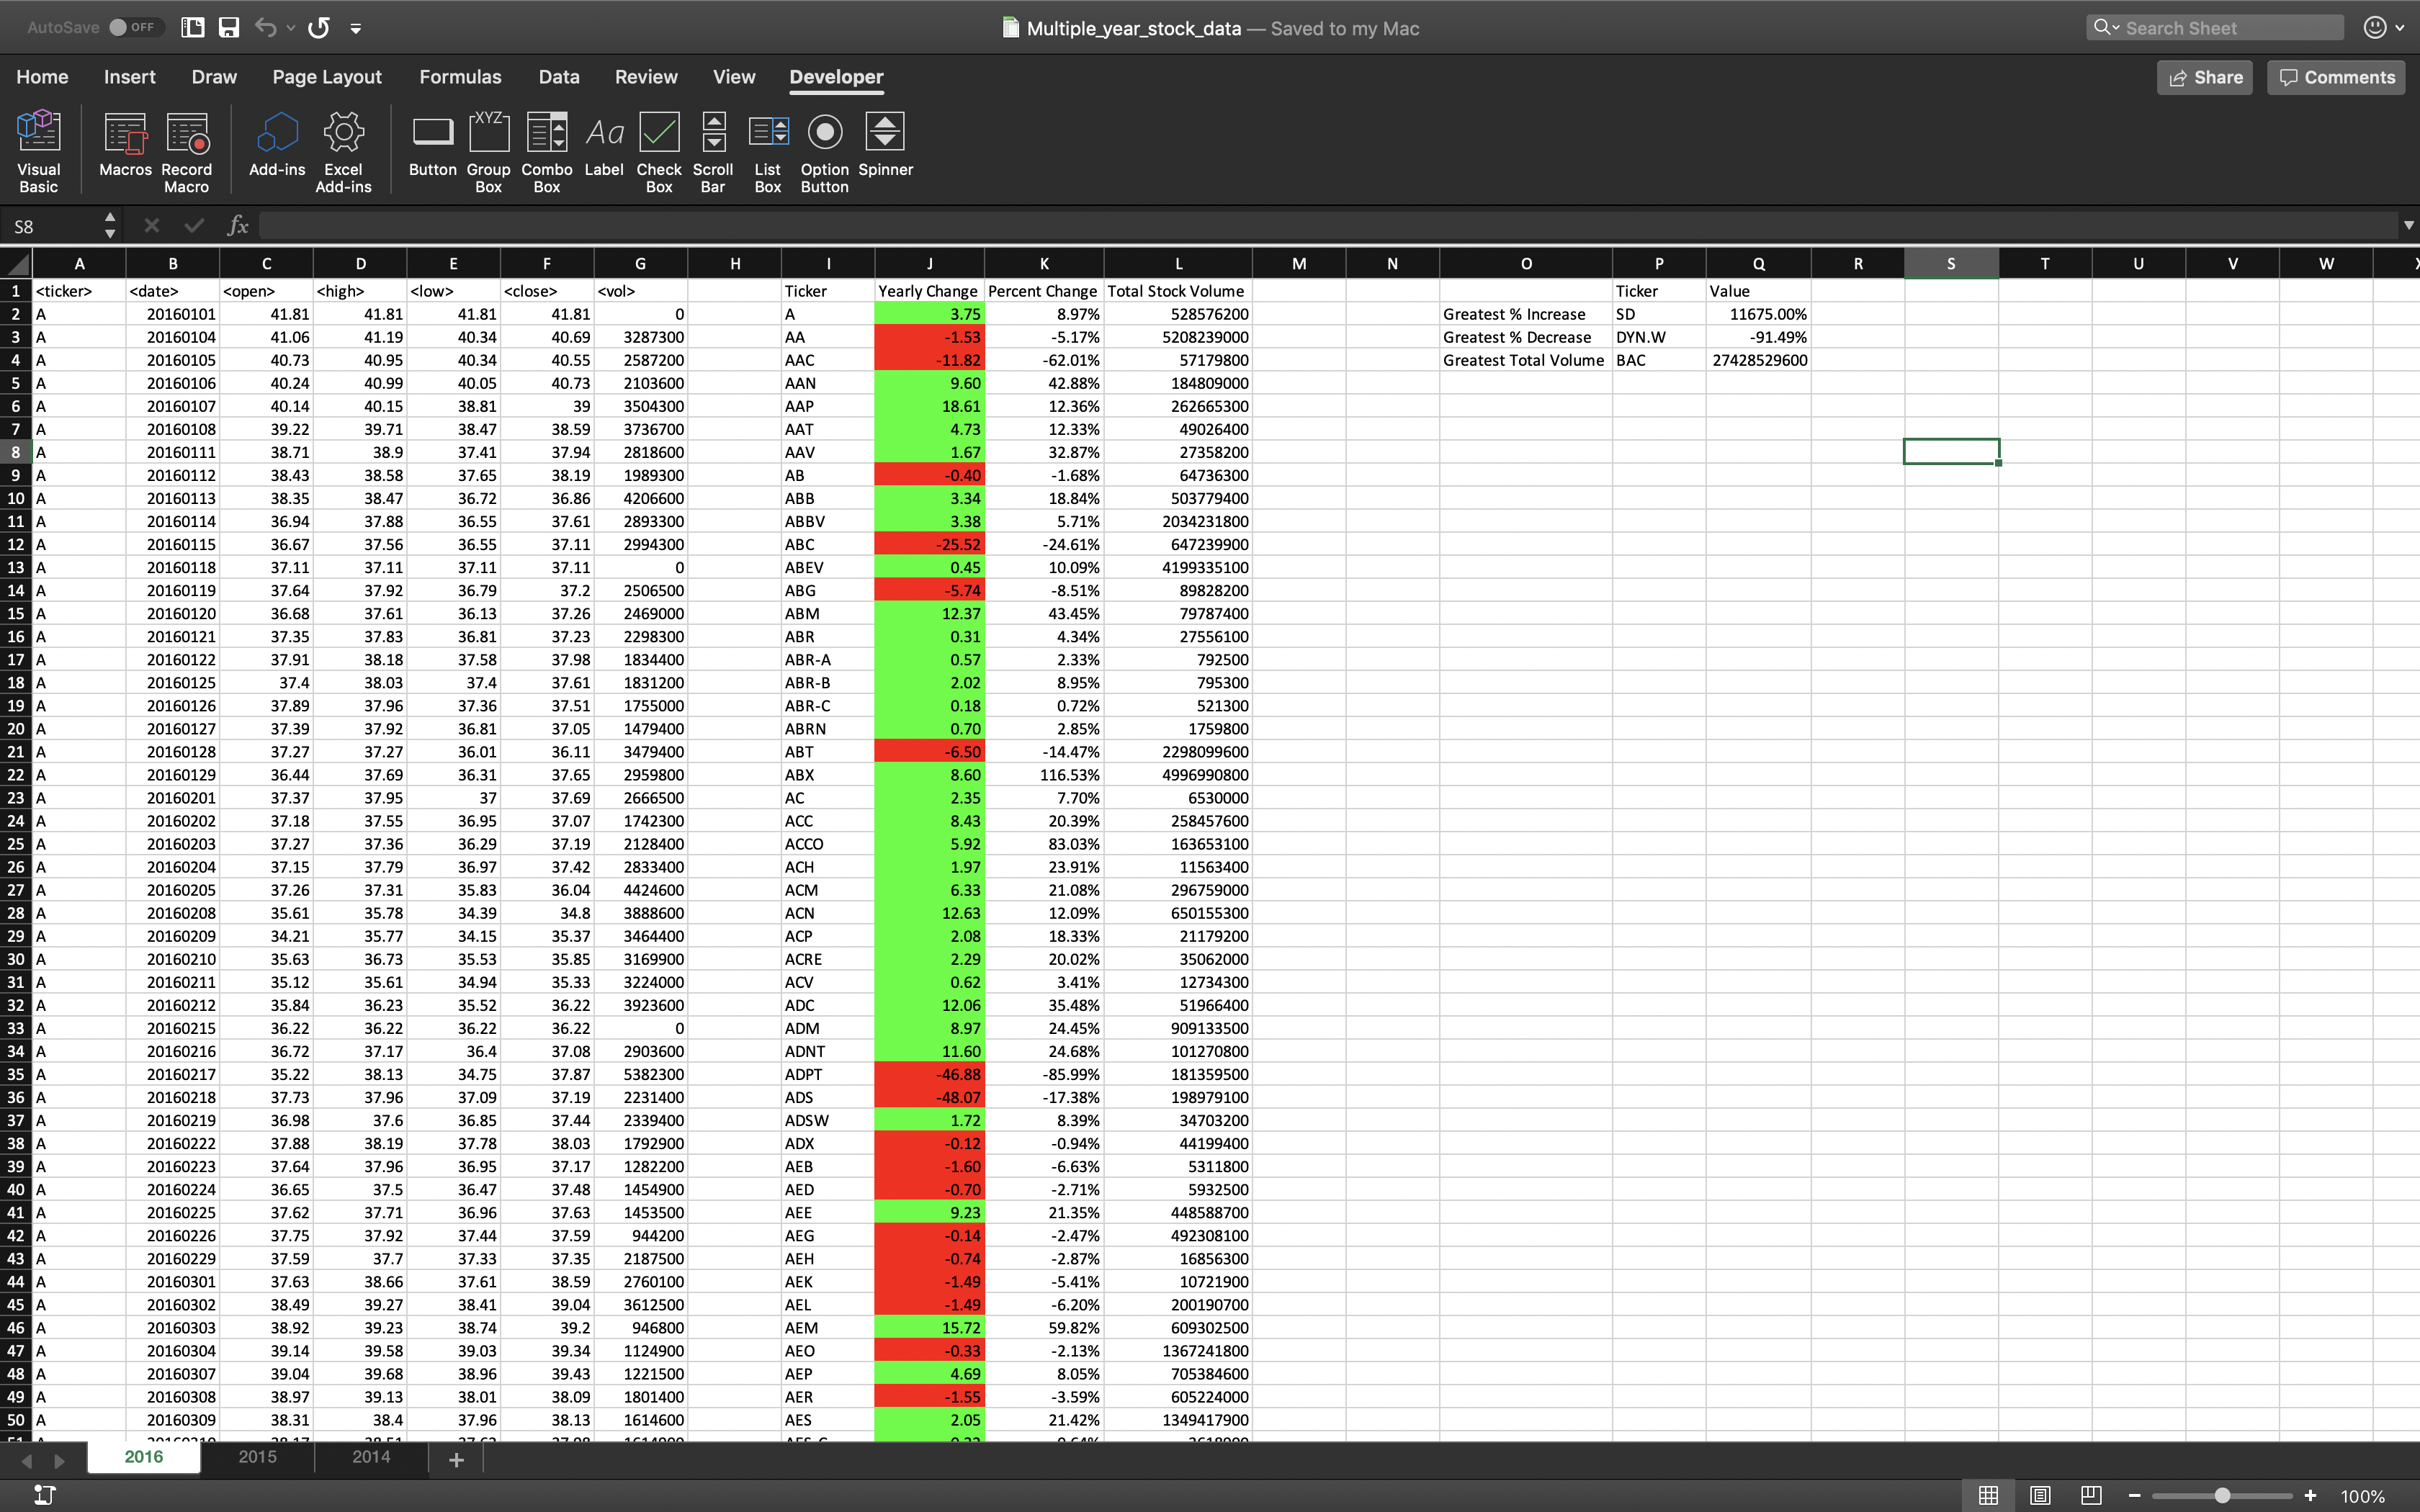 AutoSave OFF Multiple_year_stock_data — Saved to my Mac Search Sheet
Home Insert Draw Page Layout Formulas Data Review View Developer Share Comments
Visual Basic Macros Record Macro Add-ins Excel Add-ins Button Group Box Combo Box Label Check Box Scroll Bar List Box Option Button Spinner
S8 fx
A B C D E F G H I J K L M N O P Q R S T U V W
1 <ticker> <date> <open> <high> <low> <close> <vol> Ticker Yearly Change Percent Change Total Stock Volume Ticker Value
2 A 20160101 41.81 41.81 41.81 41.81 0 A 3.75 8.97% 528576200 Greatest % Increase SD 11675.00%
3 A 20160104 41.06 41.19 40.34 40.69 3287300 AA -1.53 -5.17% 5208239000 Greatest % Decrease DYN.W -91.49%
4 A 20160105 40.73 40.95 40.34 40.55 2587200 AAC -11.82 -62.01% 57179800 Greatest Total Volume BAC 27428529600
5 A 20160106 40.24 40.99 40.05 40.73 2103600 AAN 9.60 42.88% 184809000
6 A 20160107 40.14 40.15 38.81 39 3504300 AAP 18.61 12.36% 262665300
7 A 20160108 39.22 39.71 38.47 38.59 3736700 AAT 4.73 12.33% 49026400
8 A 20160111 38.71 38.9 37.41 37.94 2818600 AAV 1.67 32.87% 27358200
9 A 20160112 38.43 38.58 37.65 38.19 1989300 AB -0.40 -1.68% 64736300
10 A 20160113 38.35 38.47 36.72 36.86 4206600 ABB 3.34 18.84% 503779400
11 A 20160114 36.94 37.88 36.55 37.61 2893300 ABBV 3.38 5.71% 2034231800
12 A 20160115 36.67 37.56 36.55 37.11 2994300 ABC -25.52 -24.61% 647239900
13 A 20160118 37.11 37.11 37.11 37.11 0 ABEV 0.45 10.09% 4199335100
14 A 20160119 37.64 37.92 36.79 37.2 2506500 ABG -5.74 -8.51% 89828200
15 A 20160120 36.68 37.61 36.13 37.26 2469000 ABM 12.37 43.45% 79787400
16 A 20160121 37.35 37.83 36.81 37.23 2298300 ABR 0.31 4.34% 27556100
17 A 20160122 37.91 38.18 37.58 37.98 1834400 ABR-A 0.57 2.33% 792500
18 A 20160125 37.4 38.03 37.4 37.61 1831200 ABR-B 2.02 8.95% 795300
19 A 20160126 37.89 37.96 37.36 37.51 1755000 ABR-C 0.18 0.72% 521300
20 A 20160127 37.39 37.92 36.81 37.05 1479400 ABRN 0.70 2.85% 1759800
21 A 20160128 37.27 37.27 36.01 36.11 3479400 ABT -6.50 -14.47% 2298099600
22 A 20160129 36.44 37.69 36.31 37.65 2959800 ABX 8.60 116.53% 4996990800
23 A 20160201 37.37 37.95 37 37.69 2666500 AC 2.35 7.70% 6530000
24 A 20160202 37.18 37.55 36.95 37.07 1742300 ACC 8.43 20.39% 258457600
25 A 20160203 37.27 37.36 36.29 37.19 2128400 ACCO 5.92 83.03% 163653100
26 A 20160204 37.15 37.79 36.97 37.42 2833400 ACH 1.97 23.91% 11563400
27 A 20160205 37.26 37.31 35.83 36.04 4424600 ACM 6.33 21.08% 296759000
28 A 20160208 35.61 35.78 34.39 34.8 3888600 ACN 12.63 12.09% 650155300
29 A 20160209 34.21 35.77 34.15 35.37 3464400 ACP 2.08 18.33% 21179200
30 A 20160210 35.63 36.73 35.53 35.85 3169900 ACRE 2.29 20.02% 35062000
31 A 20160211 35.12 35.61 34.94 35.33 3224000 ACV 0.62 3.41% 12734300
32 A 20160212 35.84 36.23 35.52 36.22 3923600 ADC 12.06 35.48% 51966400
33 A 20160215 36.22 36.22 36.22 36.22 0 ADM 8.97 24.45% 909133500
34 A 20160216 36.72 37.17 36.4 37.08 2903600 ADNT 11.60 24.68% 101270800
35 A 20160217 35.22 38.13 34.75 37.87 5382300 ADPT -46.88 -85.99% 181359500
36 A 20160218 37.73 37.96 37.09 37.19 2231400 ADS -48.07 -17.38% 198979100
37 A 20160219 36.98 37.6 36.85 37.44 2339400 ADSW 1.72 8.39% 34703200
38 A 20160222 37.88 38.19 37.78 38.03 1792900 ADX -0.12 -0.94% 44199400
39 A 20160223 37.64 37.96 36.95 37.17 1282200 AEB -1.60 -6.63% 5311800
40 A 20160224 36.65 37.5 36.47 37.48 1454900 AED -0.70 -2.71% 5932500
41 A 20160225 37.62 37.71 36.96 37.63 1453500 AEE 9.23 21.35% 448588700
42 A 20160226 37.75 37.92 37.44 37.59 944200 AEG -0.14 -2.47% 492308100
43 A 20160229 37.59 37.7 37.33 37.35 2187500 AEH -0.74 -2.87% 16856300
44 A 20160301 37.63 38.66 37.61 38.59 2760100 AEK -1.49 -5.41% 10721900
45 A 20160302 38.49 39.27 38.41 39.04 3612500 AEL -1.49 -6.20% 200190700
46 A 20160303 38.92 39.23 38.74 39.2 946800 AEM 15.72 59.82% 609302500
47 A 20160304 39.14 39.58 39.03 39.34 1124900 AEO -0.33 -2.13% 1367241800
48 A 20160307 39.04 39.68 38.96 39.43 1221500 AEP 4.69 8.05% 705384600
49 A 20160308 38.97 39.13 38.01 38.09 1801400 AER -1.55 -3.59% 605224000
50 A 20160309 38.31 38.4 37.96 38.13 1614600 AES 2.05 21.42% 1349417900
2016 2015 2014 +
100%